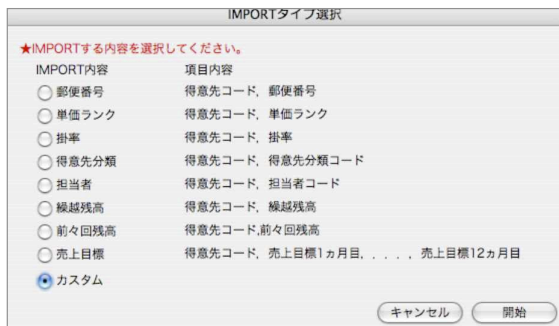 IMPORTタイプ選択
★IMPORTする内容を選択してください。
IMPORT内容 項目内容
郵便番号 得意先コード, 郵便番号
単価ランク 得意先コード, 単価ランク
掛率 得意先コード, 掛率
得意先分類 得意先コード, 得意先分類コード
担当者 得意先コード, 担当者コード
繰越残高 得意先コード, 繰越残高
前々回残高 得意先コード,前々回残高
売上目標 得意先コード, 売上目標1ヵ月目, . . . , 売上目標12ヵ月目
カスタム
キャンセル 開始